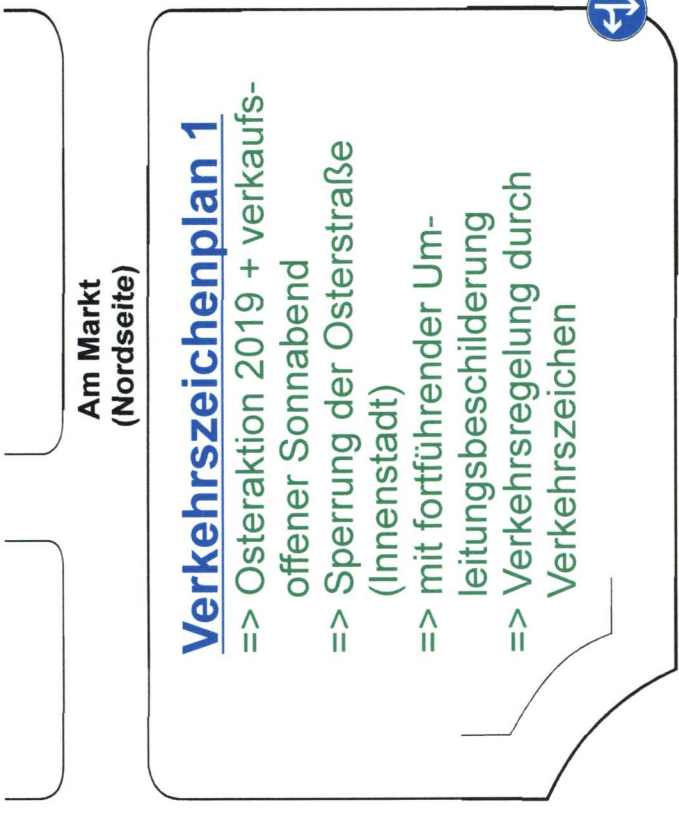 Am Markt
(Nordseite)
Verkehrszeichenplan 1
=> Osteraktion 2019 + verkaufs-
offener Sonnabend
=> Sperrung der Osterstraße
(Innenstadt)
=> mit fortführender Um-
leitungsbeschilderung
=> Verkehrsregelung durch
Verkehrszeichen